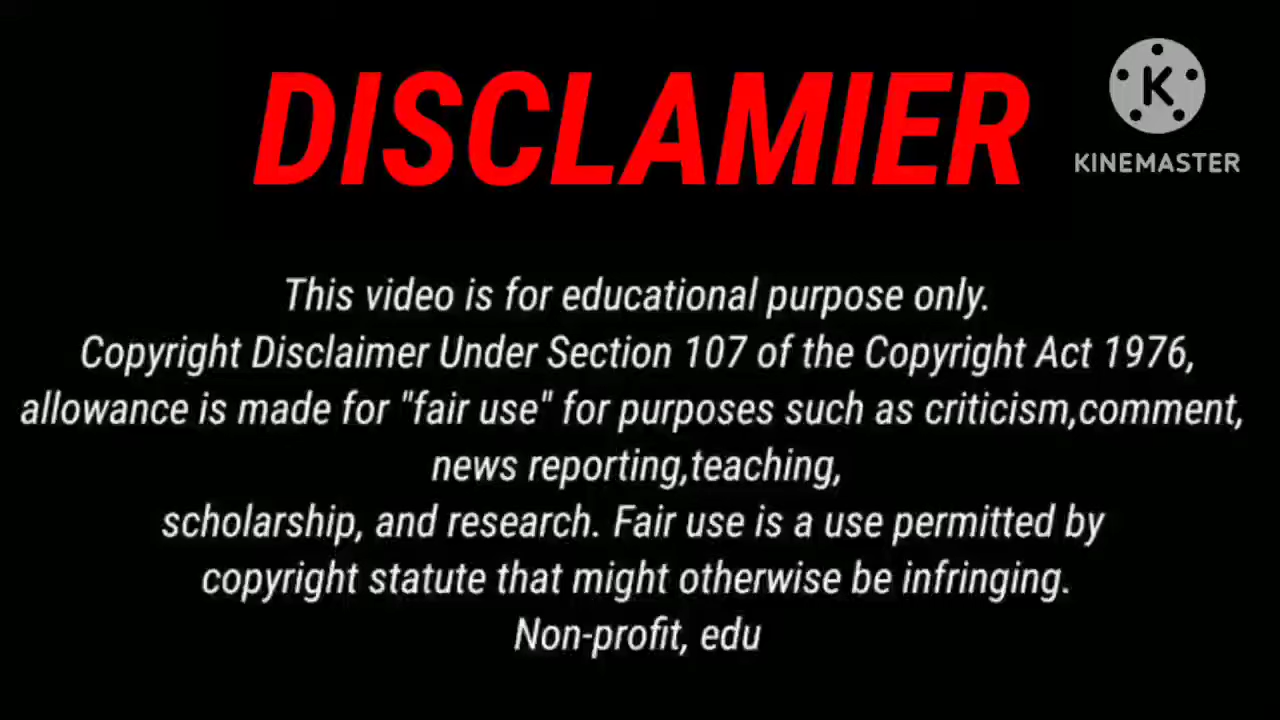 DISCLAMIER
K
KINEMASTER
This video is for educational purpose only.
Copyright Disclaimer Under Section 107 of the Copyright Act 1976,
allowance is made for "fair use" for purposes such as criticism,comment,
news reporting,teaching,
scholarship, and research. Fair use is a use permitted by
copyright statute that might otherwise be infringing.
Non-profit, edu